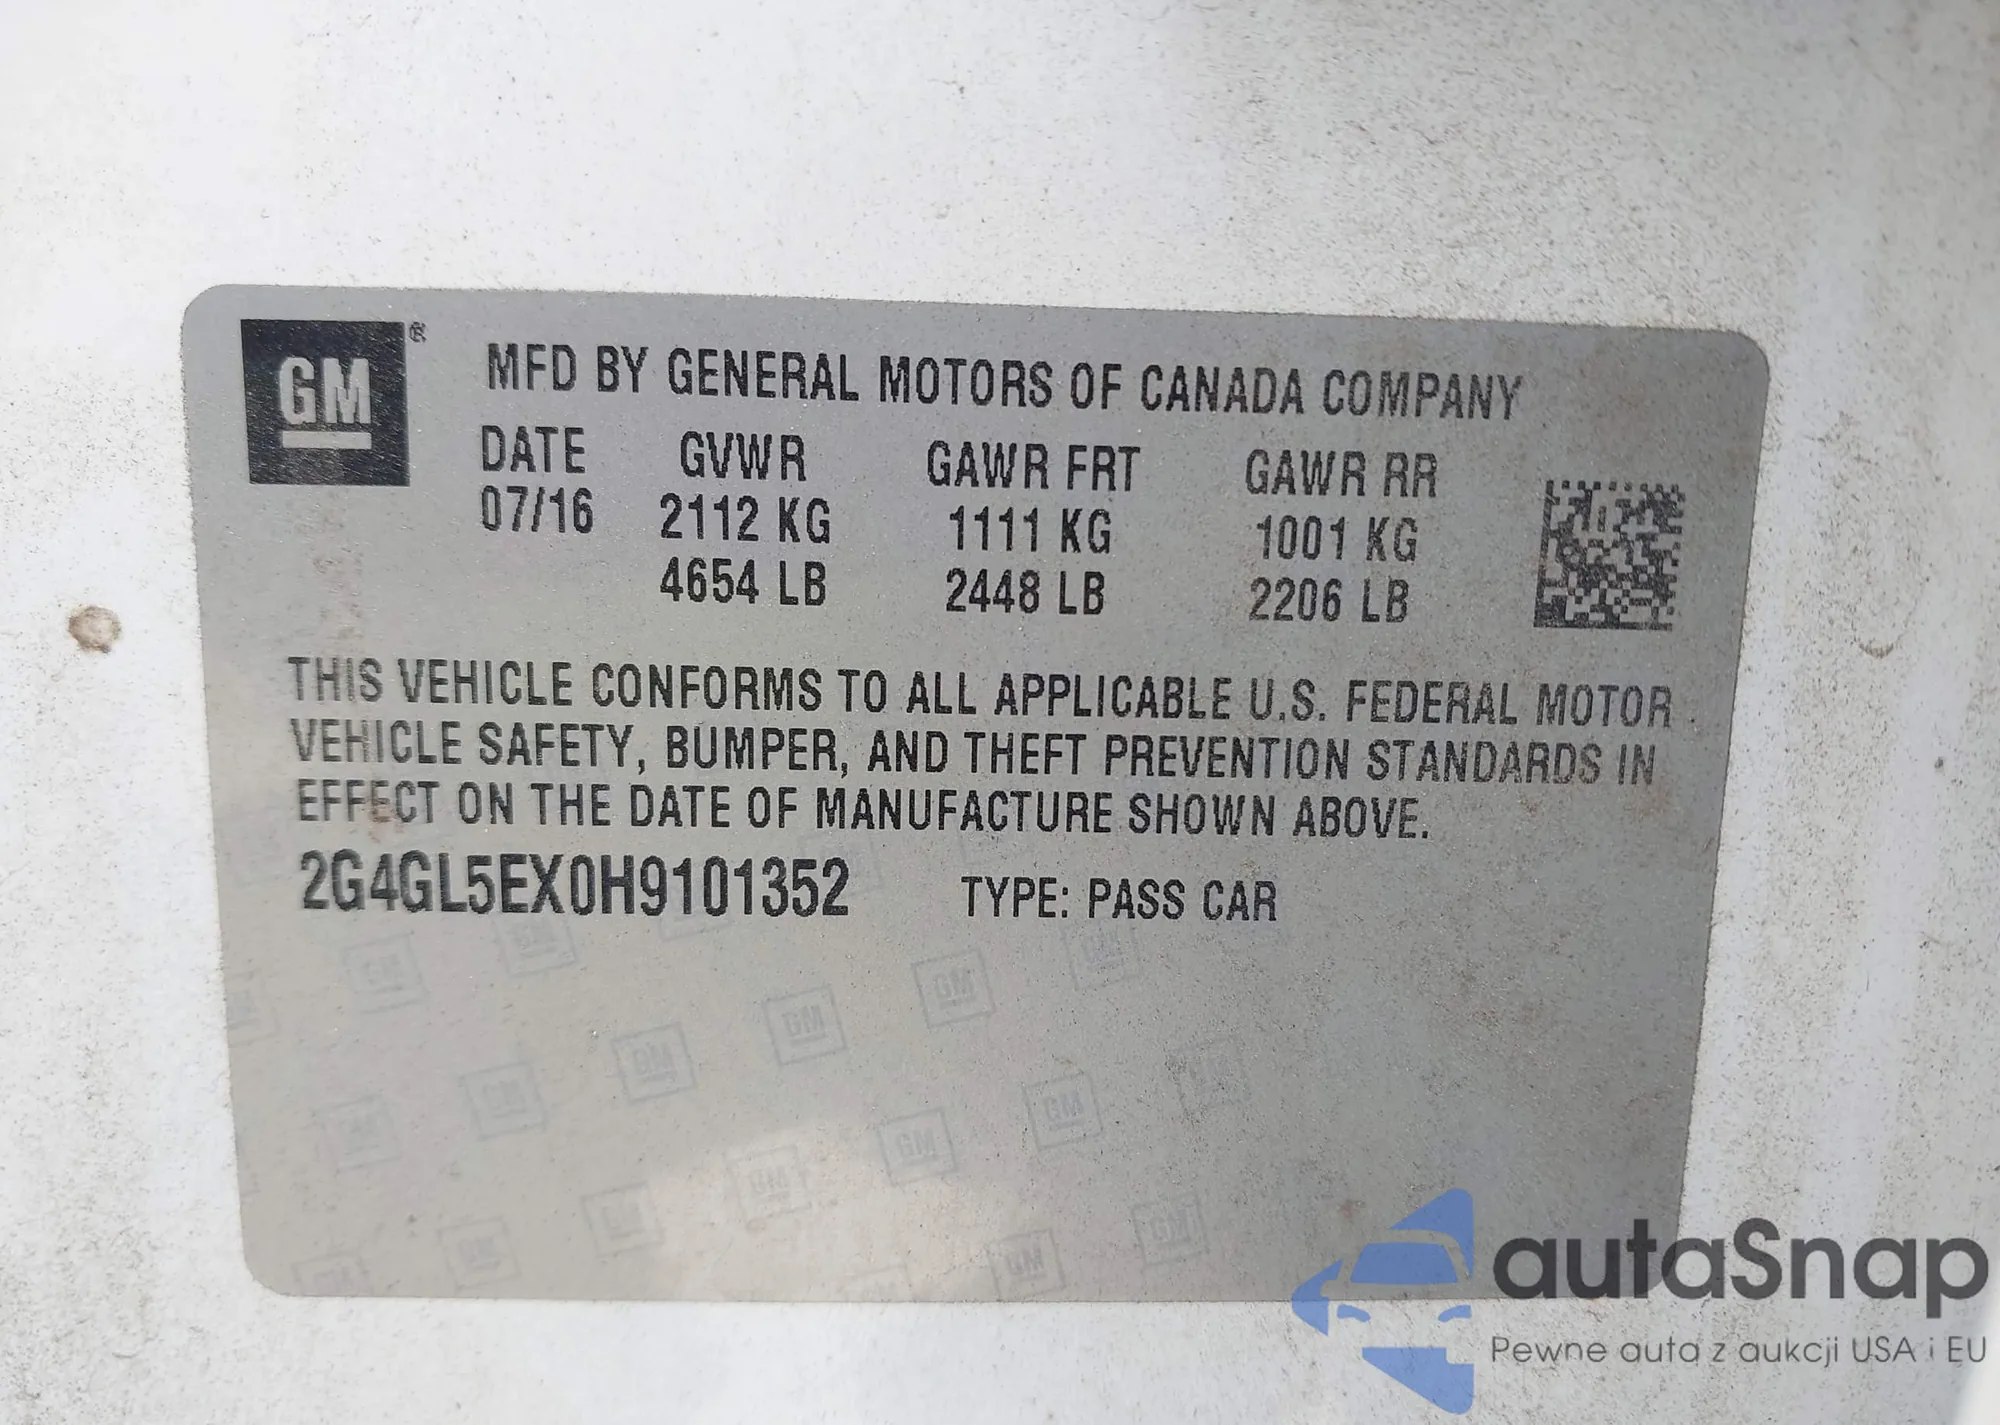 GM®
MFD BY GENERAL MOTORS OF CANADA COMPANY
DATE GVWR GAWR FRT GAWR RR
07/16 2112 KG 1111 KG 1001 KG
4654 LB 2448 LB 2206 LB
THIS VEHICLE CONFORMS TO ALL APPLICABLE U.S. FEDERAL MOTOR
VEHICLE SAFETY, BUMPER, AND THEFT PREVENTION STANDARDS IN
EFFECT ON THE DATE OF MANUFACTURE SHOWN ABOVE.
2G4GL5EX0H9101352 TYPE: PASS CAR
autaSnap
Pewne auta z aukcji USA i EU